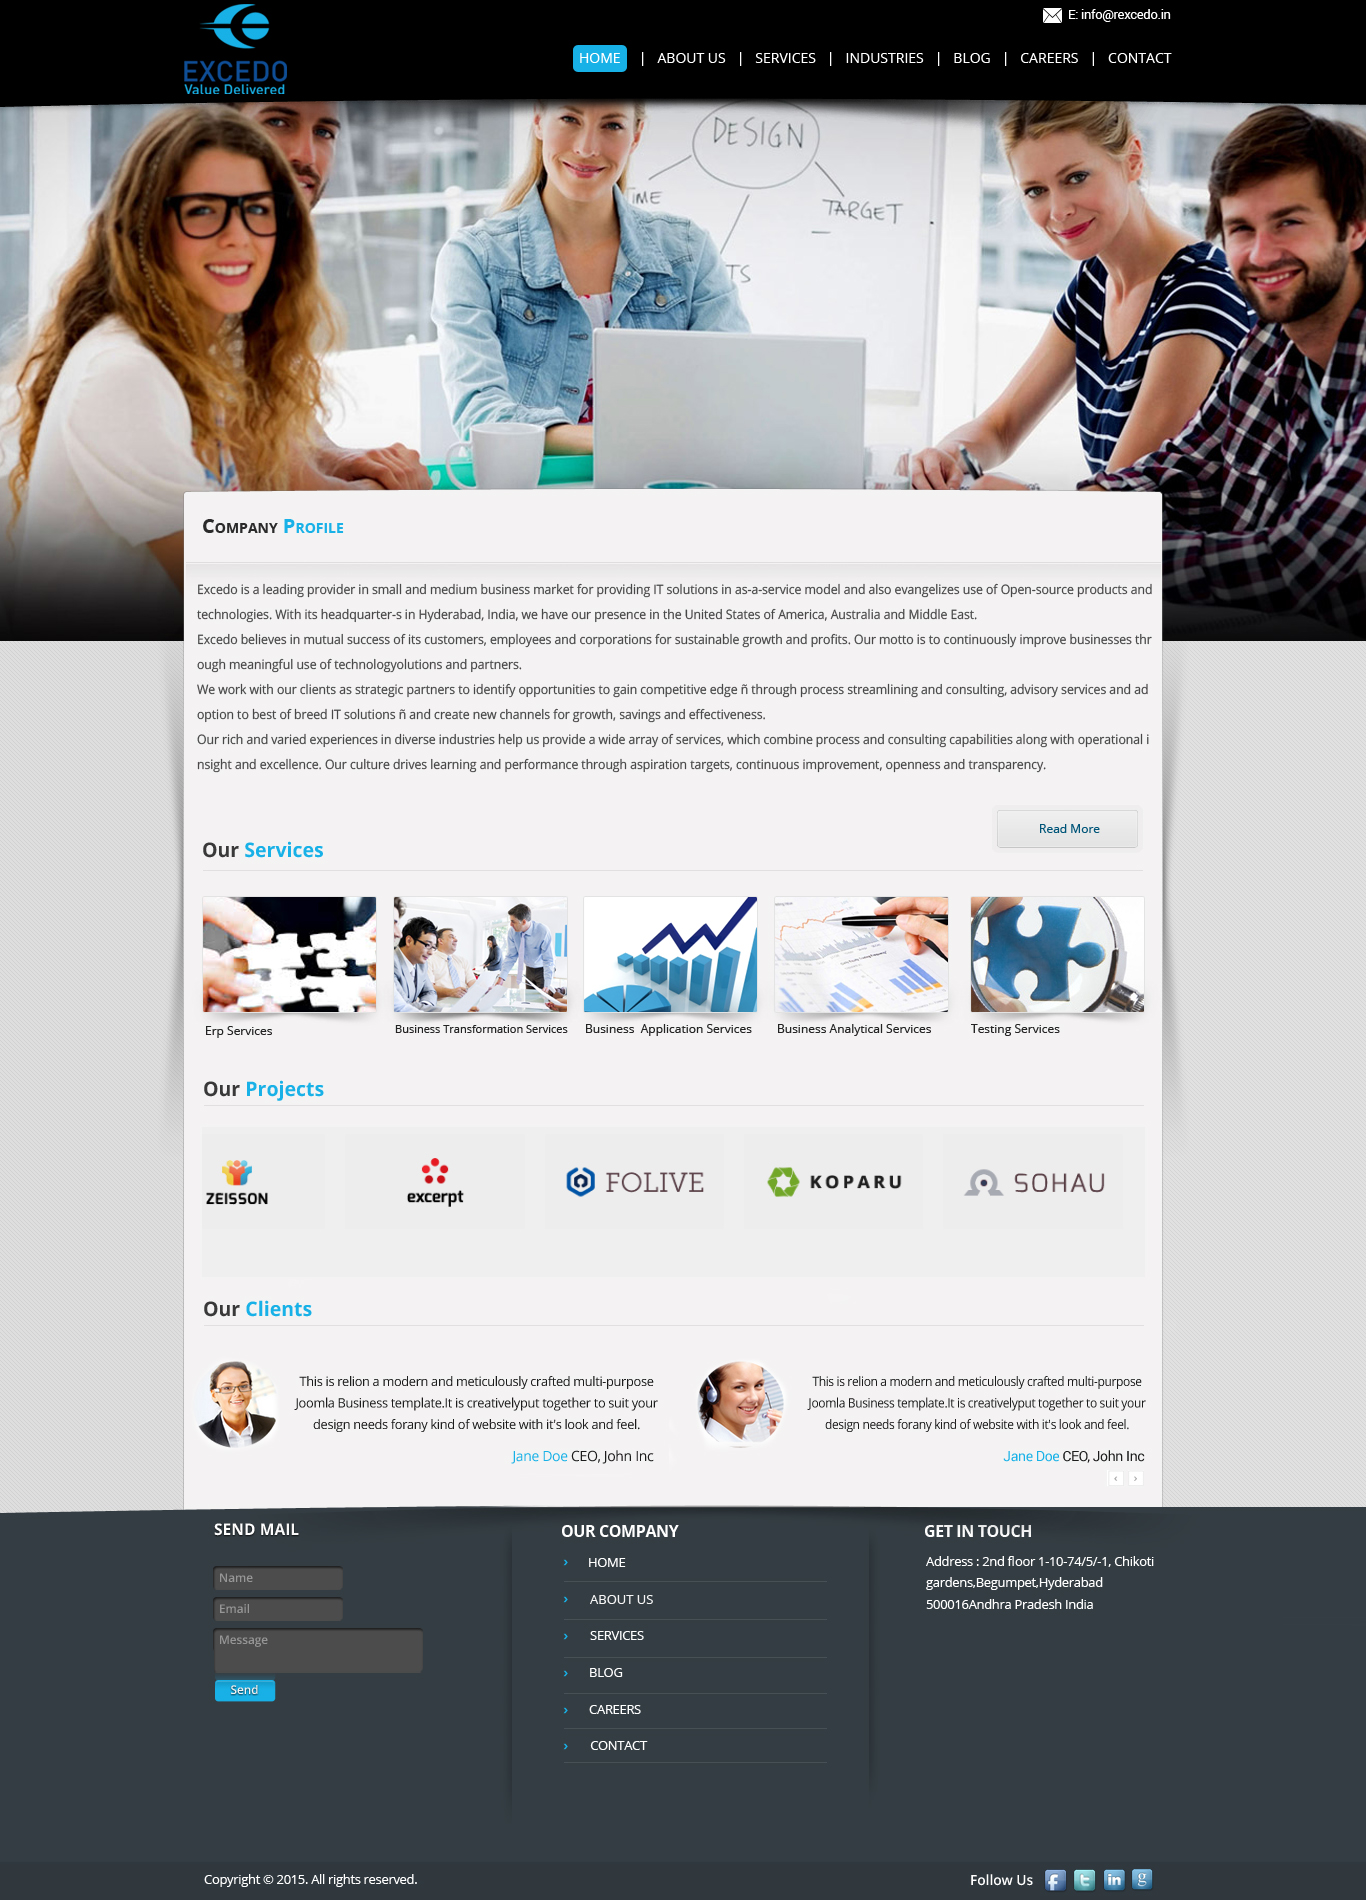 E: info@rexcedo.in
EXCEDO
Value Delivered
HOME | ABOUT US | SERVICES | INDUSTRIES | BLOG | CAREERS | CONTACT
DESIGN
TIME
TARGET
TS
Company Profile
Excedo is a leading provider in small and medium business market for providing IT solutions in as-a-service model and also evangelizes use of Open-source products and
technologies. With its headquarter-s in Hyderabad, India, we have our presence in the United States of America, Australia and Middle East.
Excedo believes in mutual success of its customers, employees and corporations for sustainable growth and profits. Our motto is to continuously improve businesses thr
ough meaningful use of technologyolutions and partners.
We work with our clients as strategic partners to identify opportunities to gain competitive edge ñ through process streamlining and consulting, advisory services and ad
option to best of breed IT solutions ñ and create new channels for growth, savings and effectiveness.
Our rich and varied experiences in diverse industries help us provide a wide array of services, which combine process and consulting capabilities along with operational i
nsight and excellence. Our culture drives learning and performance through aspiration targets, continuous improvement, openness and transparency.
Read More
Our Services
Erp Services
Business Transformation Services
Business Application Services
Business Analytical Services
Testing Services
Our Projects
ZEISSON
excerpt
FOLIVE
KOPARU
SOHAU
Our Clients
This is relion a modern and meticulously crafted multi-purpose
Joomla Business template.It is creativelyput together to suit your
design needs forany kind of website with it's look and feel.
Jane Doe CEO, John Inc
This is relion a modern and meticulously crafted multi-purpose
Joomla Business template.It is creativelyput together to suit your
design needs forany kind of website with it's look and feel.
Jane Doe CEO, John Inc
‹ ›
SEND MAIL
Name
Email
Message
Send
OUR COMPANY
› HOME
› ABOUT US
› SERVICES
› BLOG
› CAREERS
› CONTACT
GET IN TOUCH
Address : 2nd floor 1-10-74/5/-1, Chikoti
gardens,Begumpet,Hyderabad
500016Andhra Pradesh India
Copyright © 2015. All rights reserved.
Follow Us f t in g